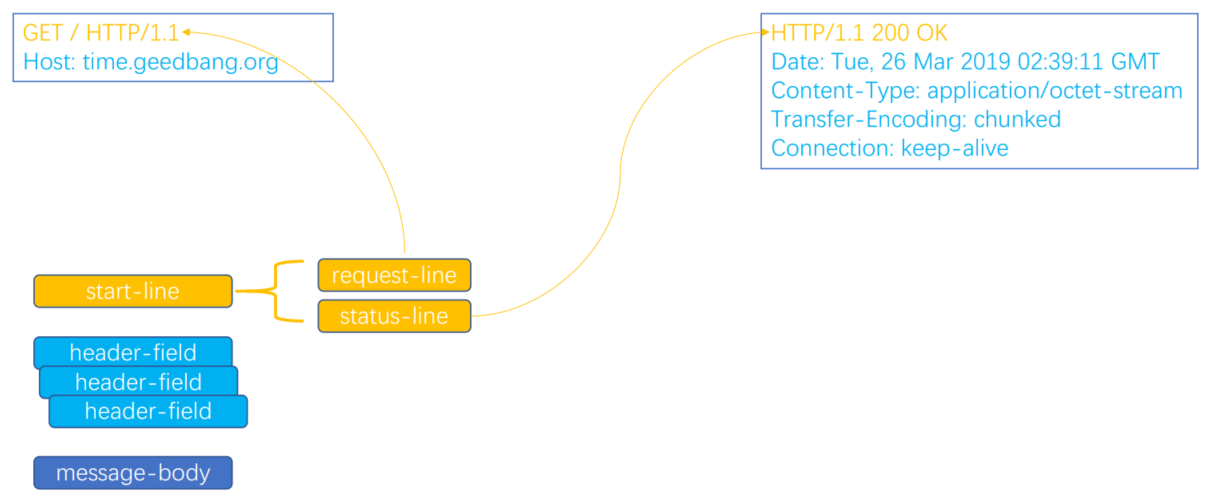 GET / HTTP/1.1
Host: time.geedbang.org
HTTP/1.1 200 OK
Date: Tue, 26 Mar 2019 02:39:11 GMT
Content-Type: application/octet-stream
Transfer-Encoding: chunked
Connection: keep-alive
request-line
start-line
status-line
header-field
header-field
header-field
message-body